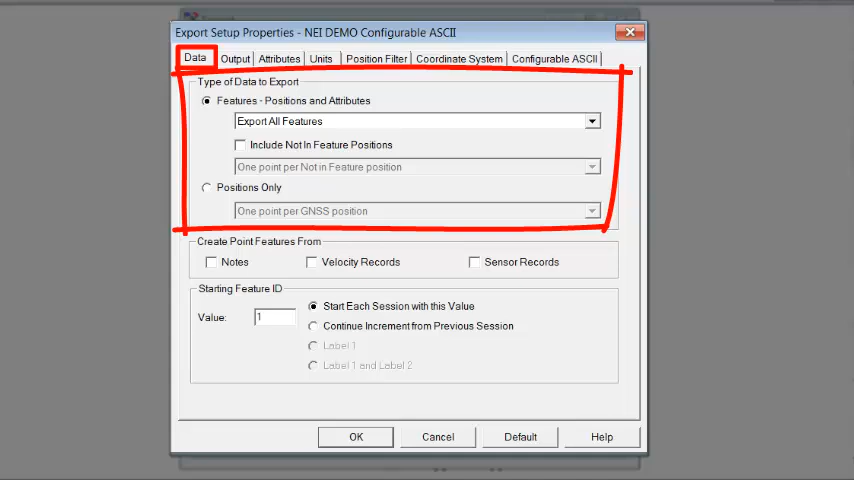 Export Setup Properties - NEI DEMO Configurable ASCII
Data Output Attributes Units Position Filter Coordinate System Configurable ASCII
Type of Data to Export
Features - Positions and Attributes
Export All Features
Include Not In Feature Positions
One point per Not in Feature position
Positions Only
One point per GNSS position
Create Point Features From
Notes Velocity Records Sensor Records
Starting Feature ID
Value: 1
Start Each Session with this Value
Continue Increment from Previous Session
Label 1
Label 1 and Label 2
OK Cancel Default Help